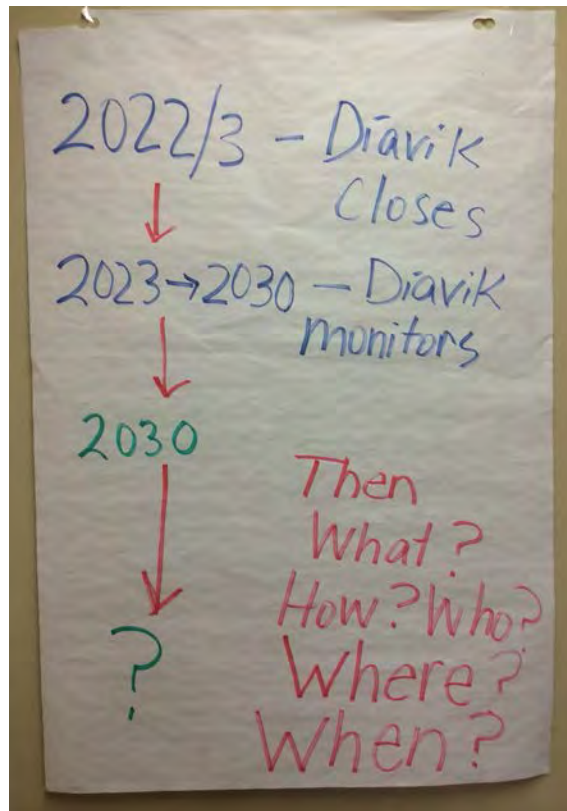 2022/3 - Diavik
Closes
2023→2030 - Diavik
monitors
2030
Then
What?
How? Who?
Where?
When?
?